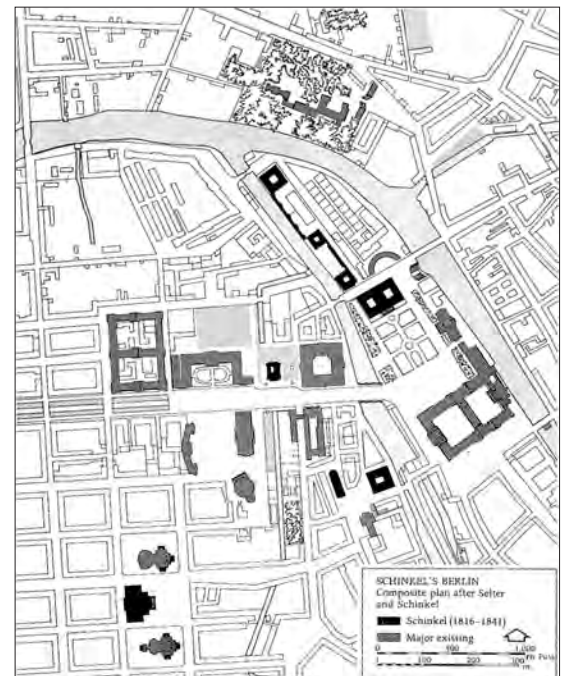 SCHINKEL'S BERLIN
Composite plan after Selter
and Schinkel
Schinkel (1816–1841)
Major existing
0 500 1,000
0 100 200 300
m.